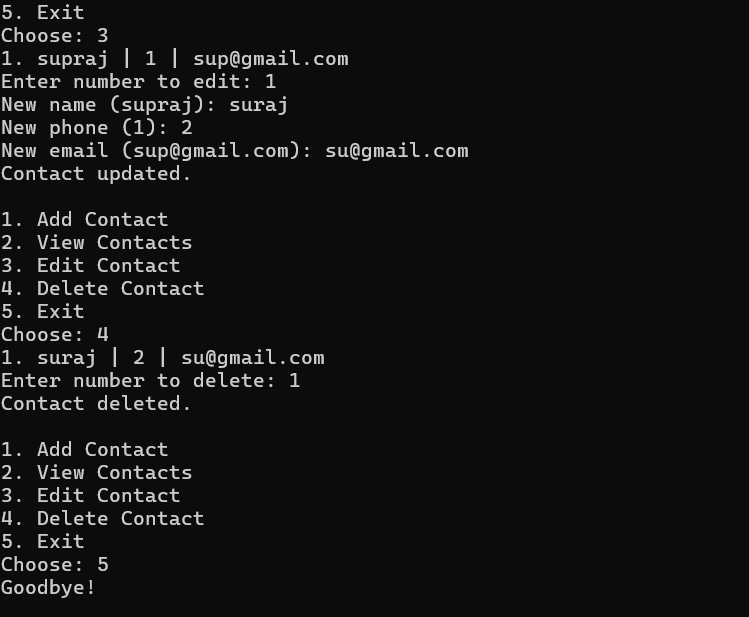 5. Exit
Choose: 3
1. supraj | 1 | sup@gmail.com
Enter number to edit: 1
New name (supraj): suraj
New phone (1): 2
New email (sup@gmail.com): su@gmail.com
Contact updated.

1. Add Contact
2. View Contacts
3. Edit Contact
4. Delete Contact
5. Exit
Choose: 4
1. suraj | 2 | su@gmail.com
Enter number to delete: 1
Contact deleted.

1. Add Contact
2. View Contacts
3. Edit Contact
4. Delete Contact
5. Exit
Choose: 5
Goodbye!